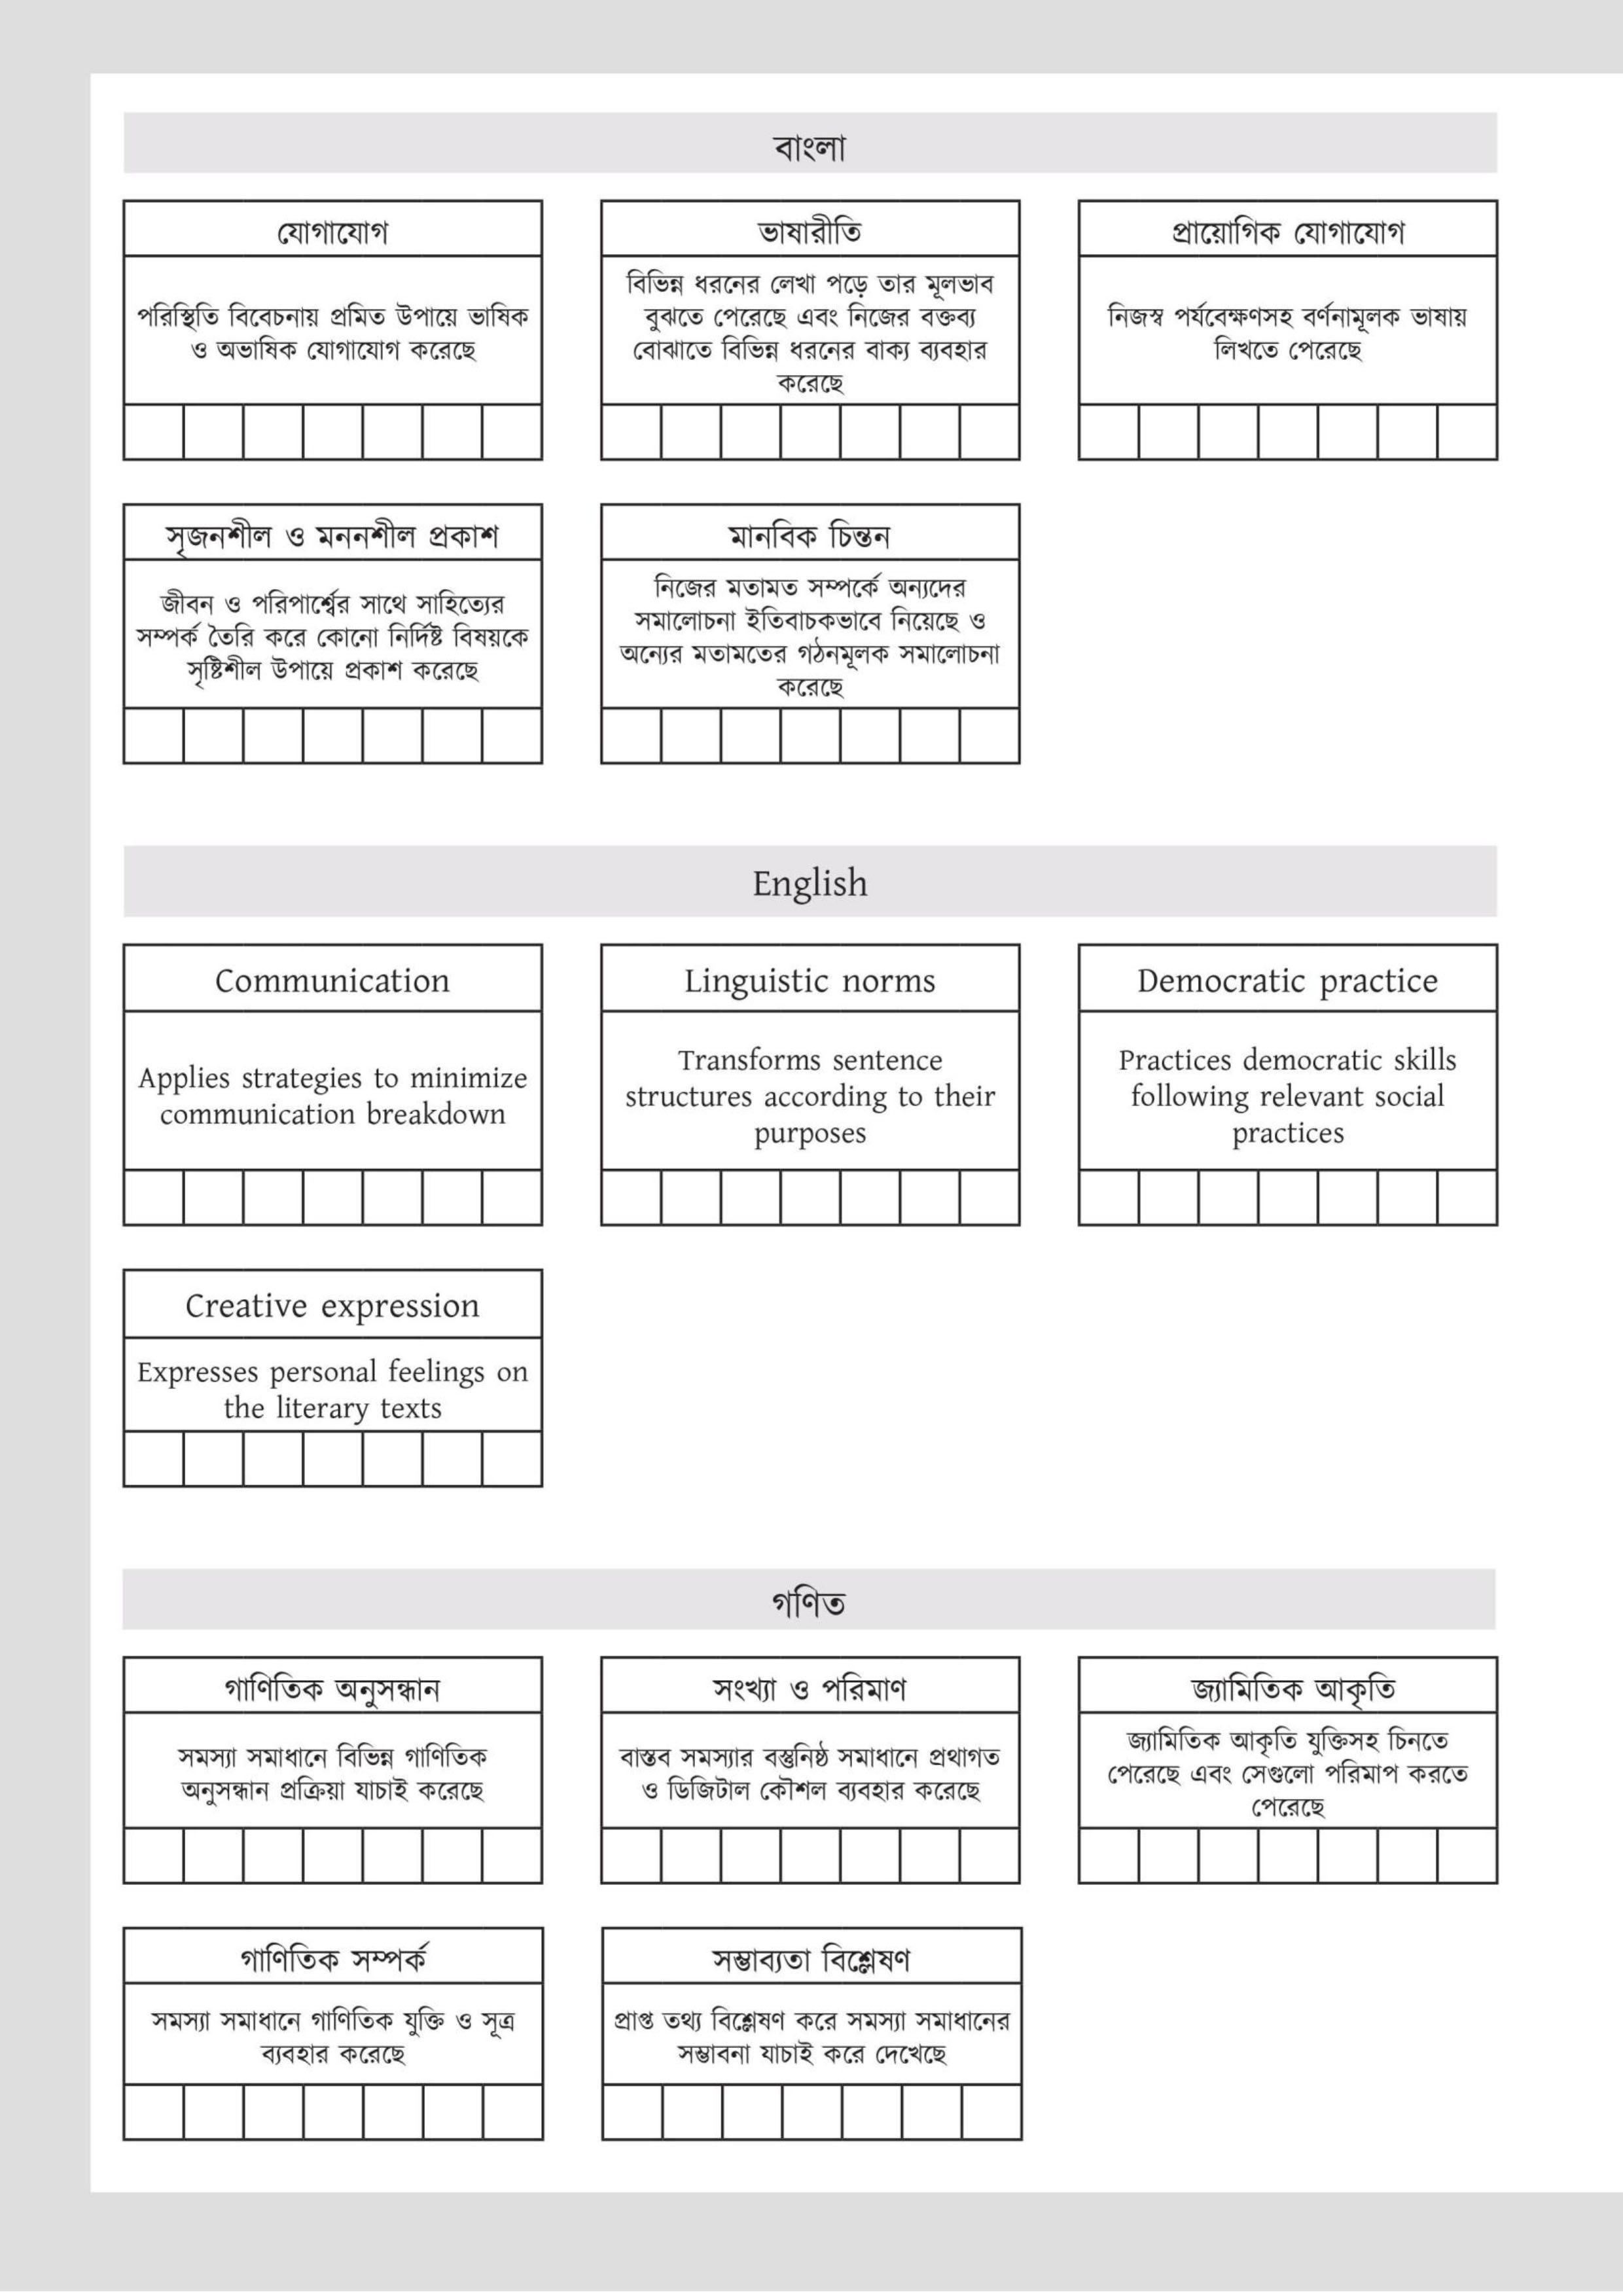 বাংলা
যোগাযোগ
পরিস্থিতি বিবেচনায় প্রমিত উপায়ে ভাষিক
ও অভাষিক যোগাযোগ করেছে
ভাষারীতি
বিভিন্ন ধরনের লেখা পড়ে তার মূলভাব
বুঝতে পেরেছে এবং নিজের বক্তব্য
বোঝাতে বিভিন্ন ধরনের বাক্য ব্যবহার
করেছে
প্রায়োগিক যোগাযোগ
নিজস্ব পর্যবেক্ষণসহ বর্ণনামূলক ভাষায়
লিখতে পেরেছে
সৃজনশীল ও মননশীল প্রকাশ
জীবন ও পরিপার্শ্বের সাথে সাহিত্যের
সম্পর্ক তৈরি করে কোনো নির্দিষ্ট বিষয়কে
সৃষ্টিশীল উপায়ে প্রকাশ করেছে
মানবিক চিন্তন
নিজের মতামত সম্পর্কে অন্যদের
সমালোচনা ইতিবাচকভাবে নিয়েছে ও
অন্যের মতামতের গঠনমূলক সমালোচনা
করেছে
English
Communication
Applies strategies to minimize
communication breakdown
Linguistic norms
Transforms sentence
structures according to their
purposes
Democratic practice
Practices democratic skills
following relevant social
practices
Creative expression
Expresses personal feelings on
the literary texts
গণিত
গাণিতিক অনুসন্ধান
সমস্যা সমাধানে বিভিন্ন গাণিতিক
অনুসন্ধান প্রক্রিয়া যাচাই করেছে
সংখ্যা ও পরিমাণ
বাস্তব সমস্যার বস্তুনিষ্ঠ সমাধানে প্রথাগত
ও ডিজিটাল কৌশল ব্যবহার করেছে
জ্যামিতিক আকৃতি
জ্যামিতিক আকৃতি যুক্তিসহ চিনতে
পেরেছে এবং সেগুলো পরিমাপ করতে
পেরেছে
গাণিতিক সম্পর্ক
সমস্যা সমাধানে গাণিতিক যুক্তি ও সূত্র
ব্যবহার করেছে
সম্ভাব্যতা বিশ্লেষণ
প্রাপ্ত তথ্য বিশ্লেষণ করে সমস্যা সমাধানের
সম্ভাবনা যাচাই করে দেখেছে